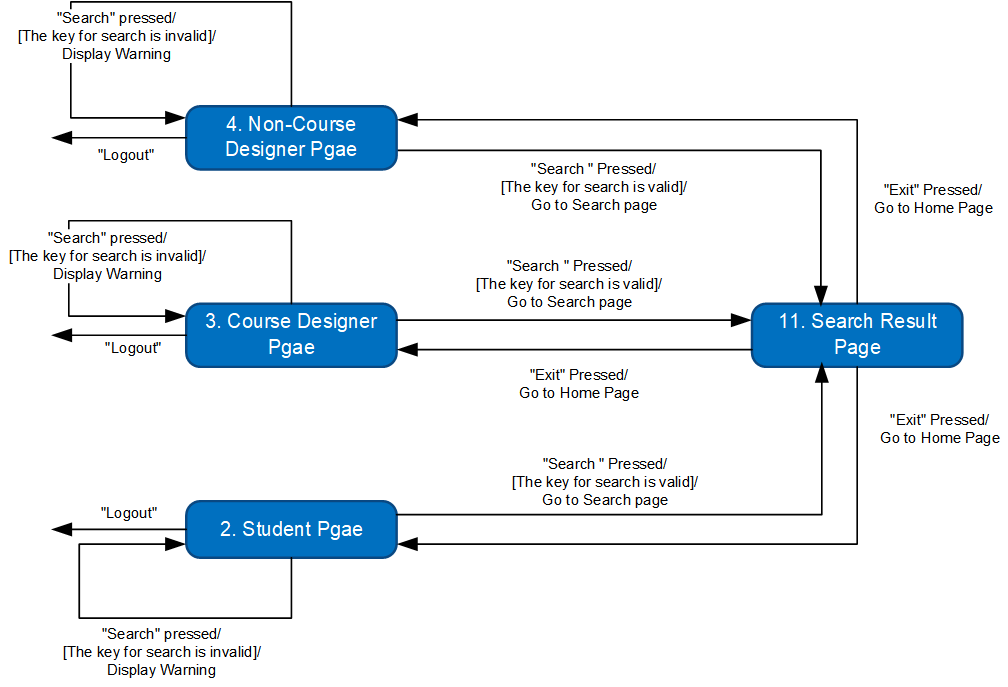 "Search" pressed/
[The key for search is invalid]/
Display Warning
4. Non-Course
Designer Pgae
"Logout"
"Search " Pressed/
[The key for search is valid]/
Go to Search page
"Exit" Pressed/
Go to Home Page
"Search" pressed/
[The key for search is invalid]/
Display Warning
"Search " Pressed/
[The key for search is valid]/
Go to Search page
3. Course Designer
Pgae
"Logout"
11. Search Result
Page
"Exit" Pressed/
Go to Home Page
"Exit" Pressed/
Go to Home Page
"Search " Pressed/
[The key for search is valid]/
Go to Search page
"Logout"
2. Student Pgae
"Search" pressed/
[The key for search is invalid]/
Display Warning